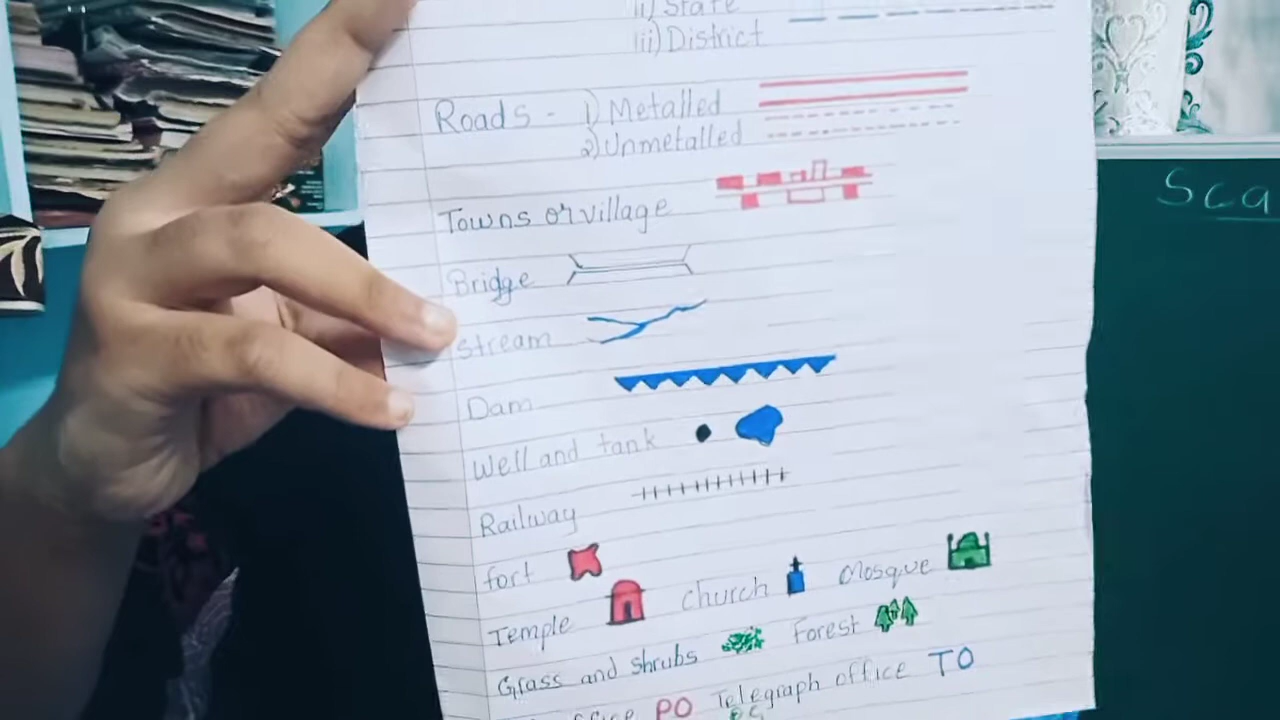 ii) State
iii) District
Roads - 1) Metalled
2) Unmetalled
Towns or village
Bridge
Stream
Dam
Well and tank
Railway
fort
Temple church Mosque
Grass and shrubs Forest
PO Telegraph office TO
Sca